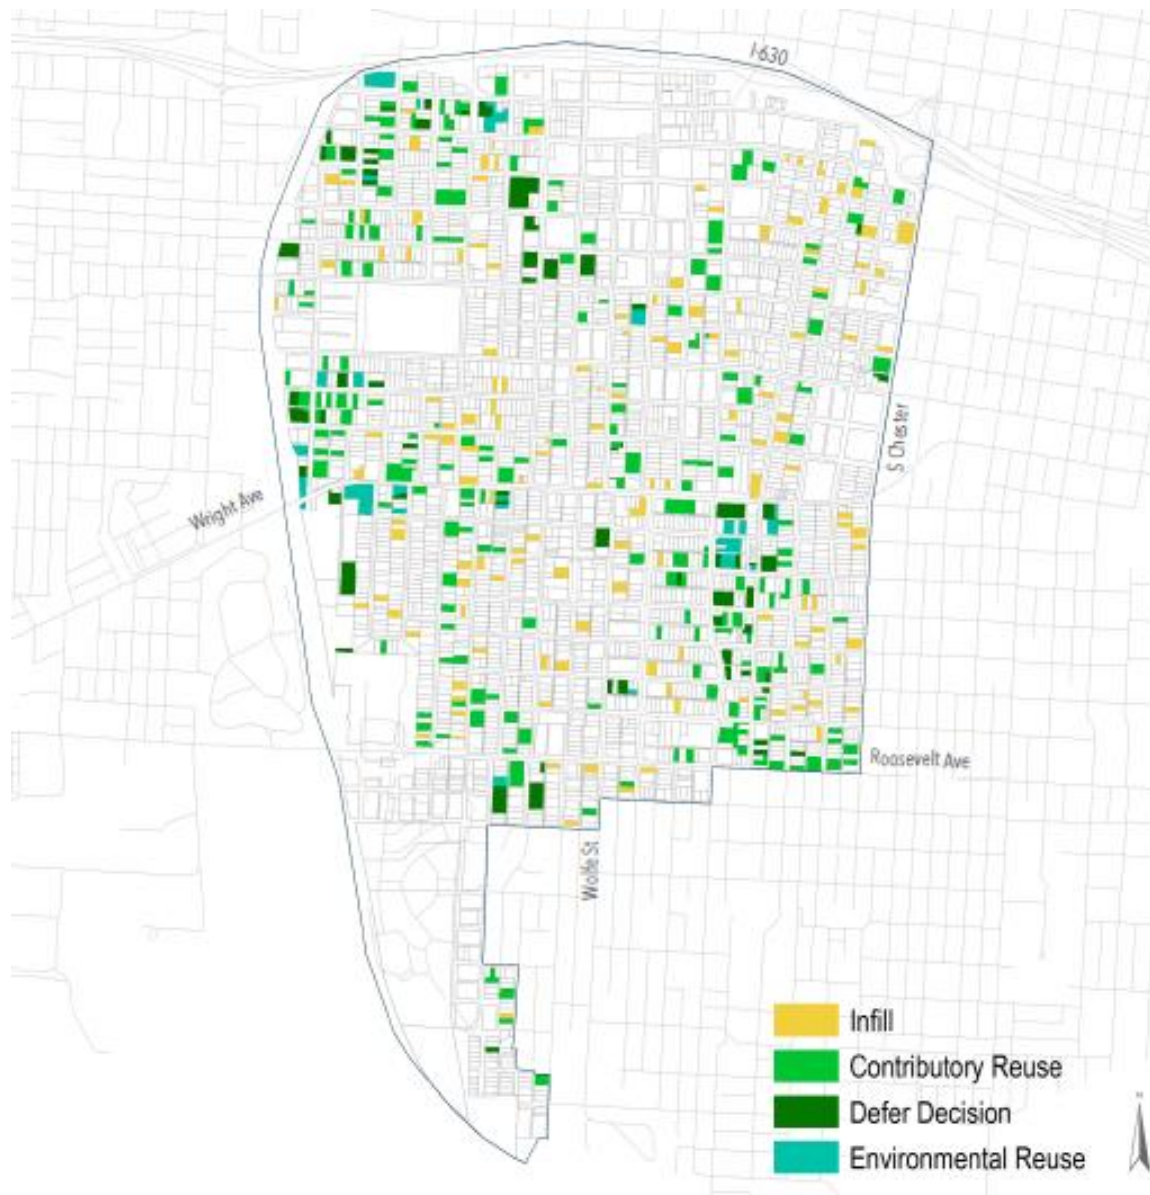 I-630
S Chester
Wright Ave
Roosevelt Ave
Wolfe St
Infill
Contributory Reuse
Defer Decision
Environmental Reuse